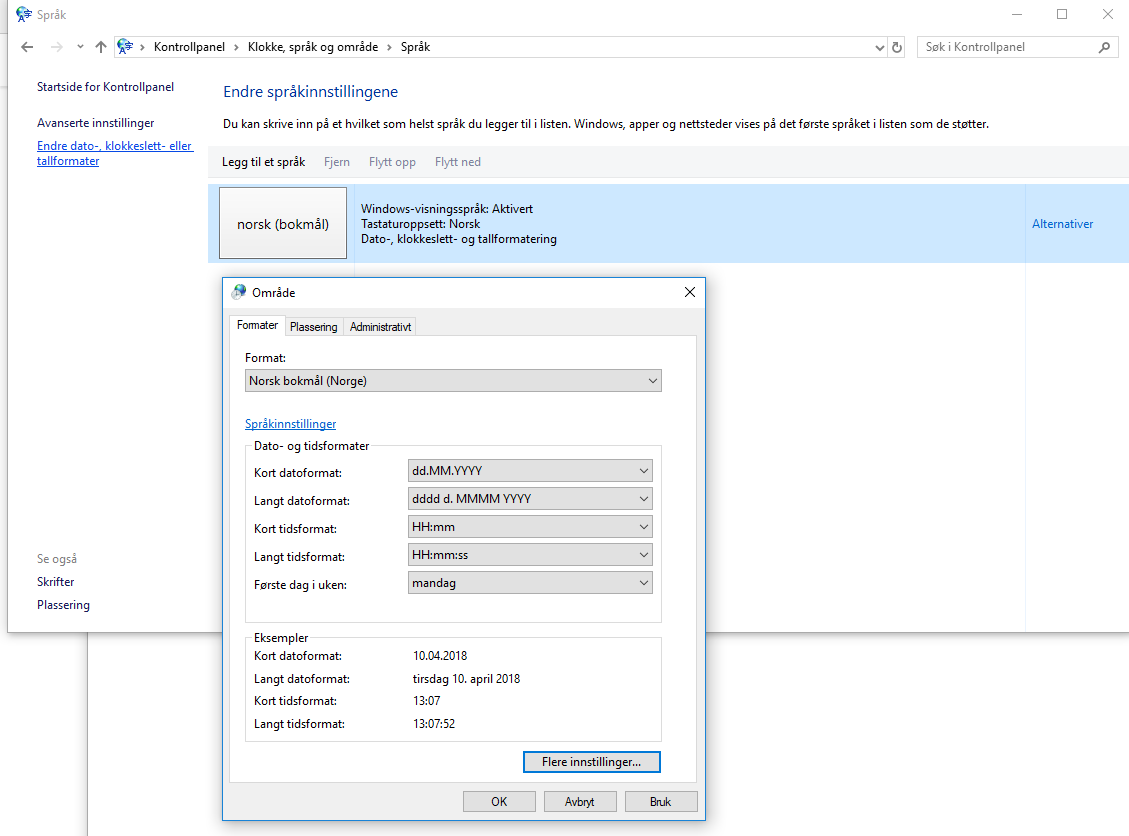 Språk
Kontrollpanel > Klokke, språk og område > Språk
Søk i Kontrollpanel
Startside for Kontrollpanel
Avanserte innstillinger
Endre dato-, klokkeslett- eller
tallformater
Endre språkinnstillingene
Du kan skrive inn på et hvilket som helst språk du legger til i listen. Windows, apper og nettsteder vises på det første språket i listen som de støtter.
Legg til et språk Fjern Flytt opp Flytt ned
norsk (bokmål)
Windows-visningsspråk: Aktivert
Tastaturoppsett: Norsk
Dato-, klokkeslett- og tallformatering
Alternativer
Område
Formater Plassering Administrativt
Format:
Norsk bokmål (Norge)
Språkinnstillinger
Dato- og tidsformater
Kort datoformat: dd.MM.YYYY
Langt datoformat: dddd d. MMMM YYYY
Kort tidsformat: HH:mm
Langt tidsformat: HH:mm:ss
Første dag i uken: mandag
Eksempler
Kort datoformat: 10.04.2018
Langt datoformat: tirsdag 10. april 2018
Kort tidsformat: 13:07
Langt tidsformat: 13:07:52
Flere innstillinger...
OK Avbryt Bruk
Se også
Skrifter
Plassering